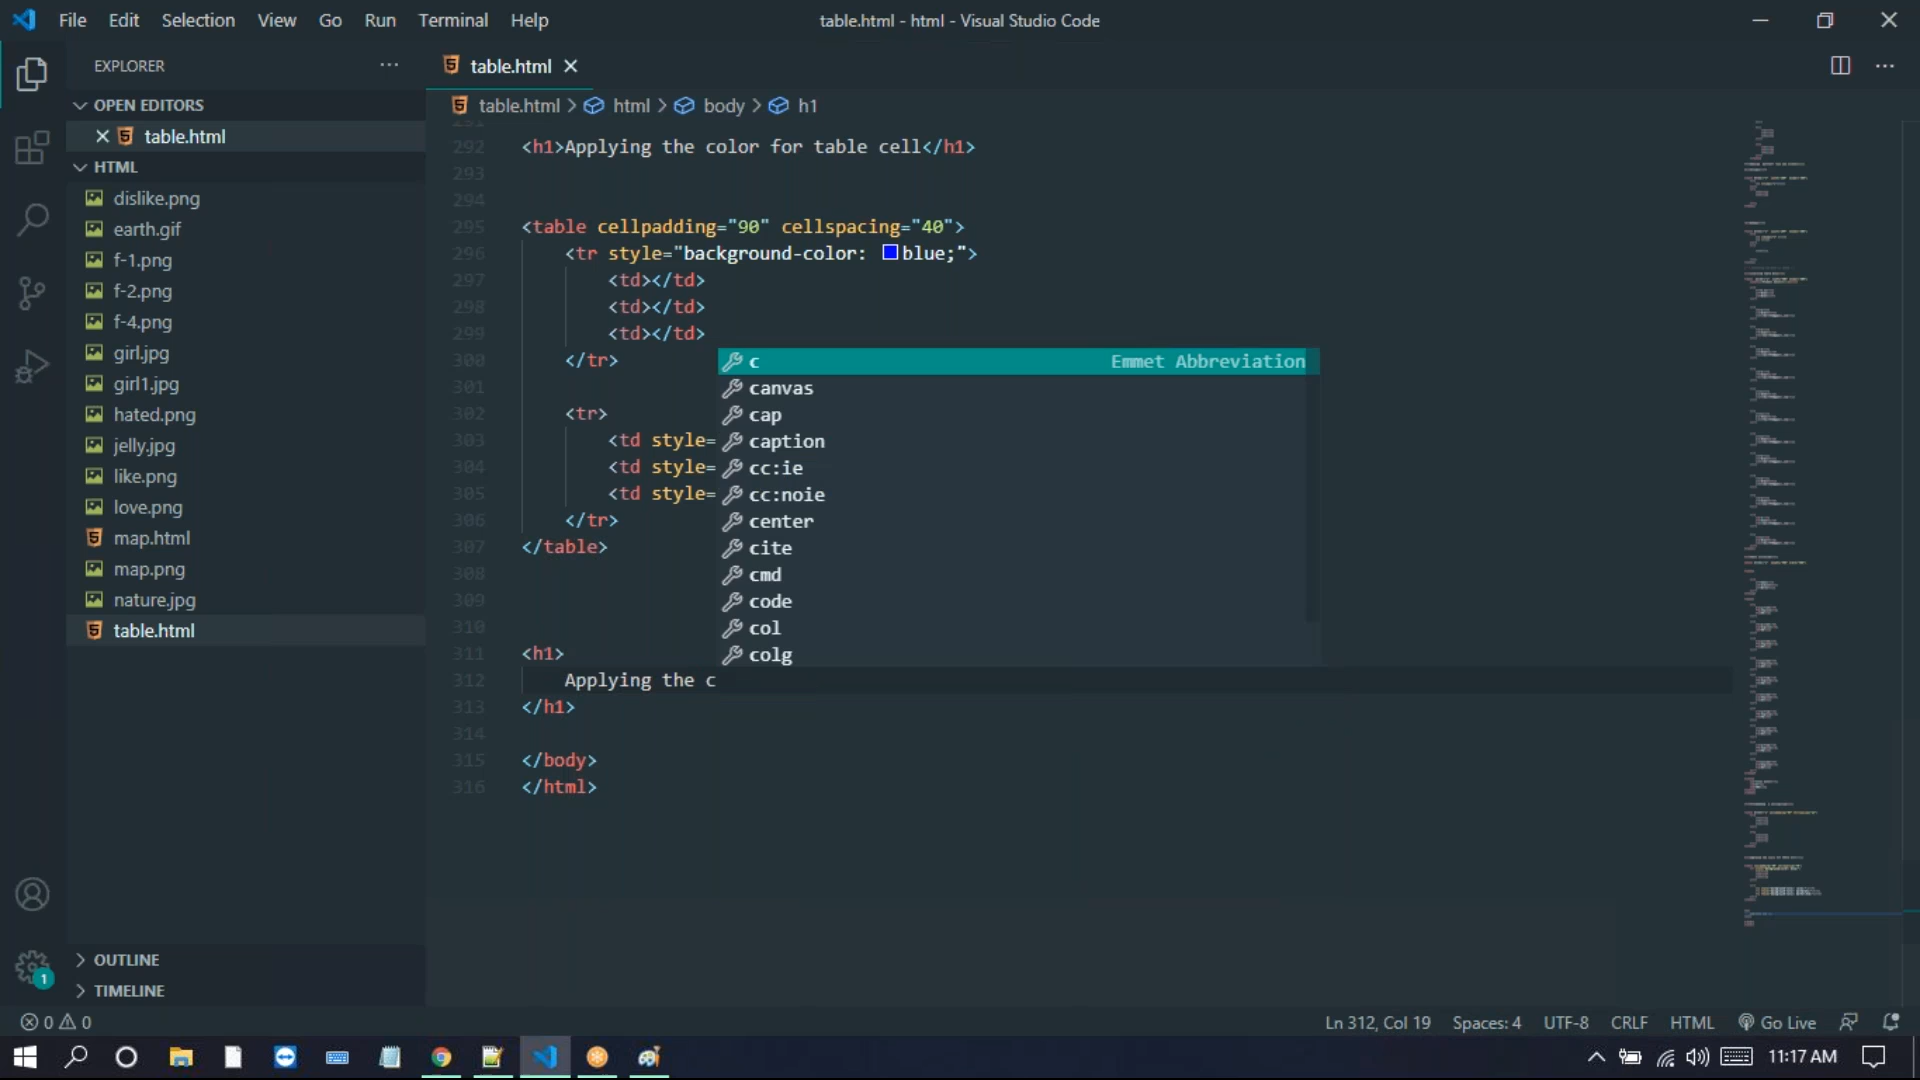 File Edit Selection View Go Run Terminal Help
table.html - html - Visual Studio Code
EXPLORER
table.html
OPEN EDITORS
table.html
HTML
dislike.png
earth.gif
f-1.png
f-2.png
f-4.png
girl.jpg
girl1.jpg
hated.png
jelly.jpg
like.png
love.png
map.html
map.png
nature.jpg
table.html
OUTLINE
TIMELINE
table.html > html > body > h1
291
292 <h1>Applying the color for table cell</h1>
293
294
295 <table cellpadding="90" cellspacing="40">
296 <tr style="background-color: blue;">
297 <td></td>
298 <td></td>
299 <td></td>
300 </tr>
301
302 <tr>
303 <td style=
304 <td style=
305 <td style=
306 </tr>
307 </table>
308
309
310
311 <h1>
312 Applying the c
313 </h1>
314
315 </body>
316 </html>
c Emmet Abbreviation
canvas
cap
caption
cc:ie
cc:noie
center
cite
cmd
code
col
colg
1
0 0
Ln 312, Col 19 Spaces: 4 UTF-8 CRLF HTML Go Live
11:17 AM